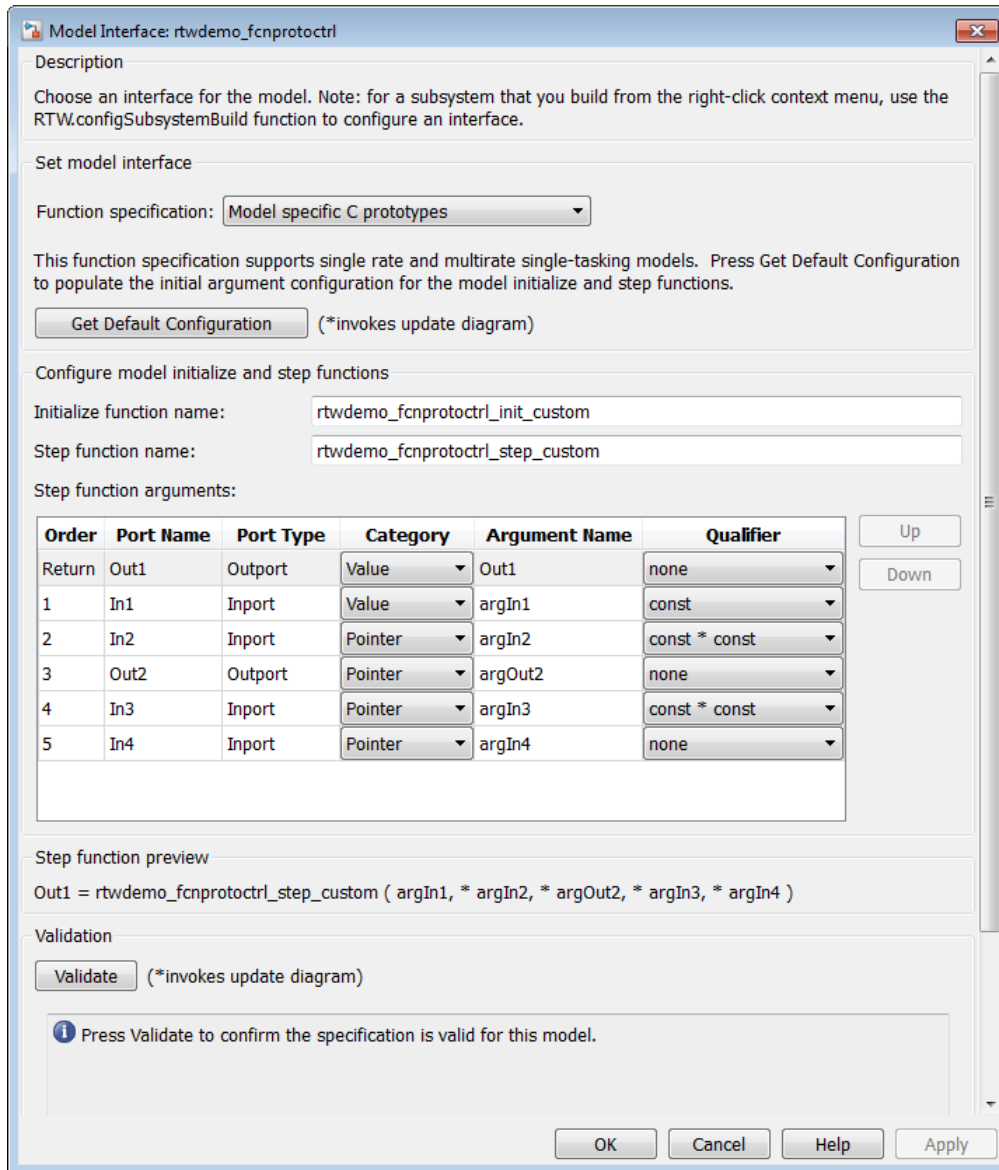 Model Interface: rtwdemo_fcnprotoctrl
Description
Choose an interface for the model. Note: for a subsystem that you build from the right-click context menu, use the
RTW.configSubsystemBuild function to configure an interface.
Set model interface
Function specification: Model specific C prototypes
This function specification supports single rate and multirate single-tasking models. Press Get Default Configuration
to populate the initial argument configuration for the model initialize and step functions.
Get Default Configuration (*invokes update diagram)
Configure model initialize and step functions
Initialize function name: rtwdemo_fcnprotoctrl_init_custom
Step function name: rtwdemo_fcnprotoctrl_step_custom
Step function arguments:
Order Port Name Port Type Category Argument Name Qualifier Up
Return Out1 Outport Value Out1 none Down
1 In1 Inport Value argIn1 const
2 In2 Inport Pointer argIn2 const * const
3 Out2 Outport Pointer argOut2 none
4 In3 Inport Pointer argIn3 const * const
5 In4 Inport Pointer argIn4 none
Step function preview
Out1 = rtwdemo_fcnprotoctrl_step_custom ( argIn1, * argIn2, * argOut2, * argIn3, * argIn4 )
Validation
Validate (*invokes update diagram)
Press Validate to confirm the specification is valid for this model.
OK Cancel Help Apply